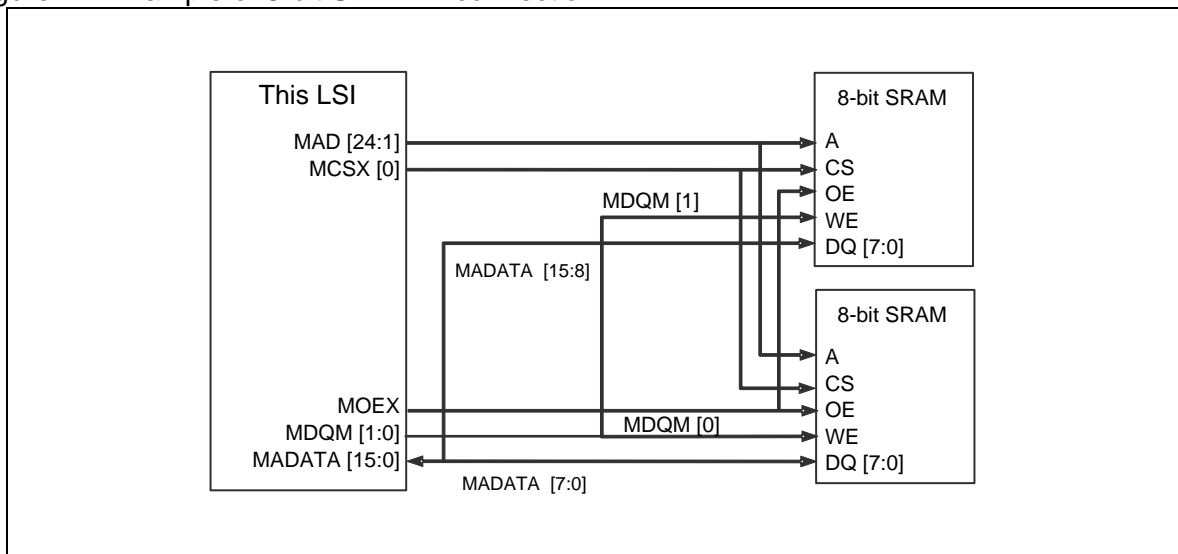 This LSI
MAD [24:1]
MCSX [0]
MOEX
MDQM [1:0]
MADATA [15:0]
MDQM [1]
MADATA [15:8]
MDQM [0]
MADATA [7:0]
8-bit SRAM
A
CS
OE
WE
DQ [7:0]
8-bit SRAM
A
CS
OE
WE
DQ [7:0]